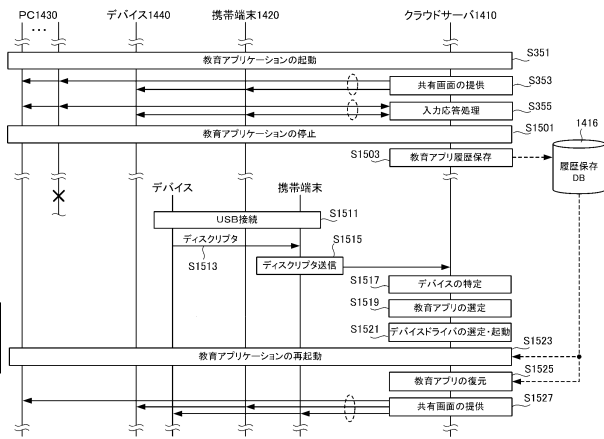 PC1430
...
デバイス1440
携帯端末1420
クラウドサーバ1410
教育アプリケーションの起動
S351
共有画面の提供
S353
入力応答処理
S355
教育アプリケーションの停止
S1501
1416
S1503
教育アプリ履歴保存
履歴保存
DB
デバイス
携帯端末
USB接続
S1511
ディスクリプタ
S1513
S1515
ディスクリプタ送信
S1517
デバイスの特定
S1519
教育アプリの選定
S1521
デバイスドライバの選定・起動
S1523
教育アプリケーションの再起動
S1525
教育アプリの復元
共有画面の提供
S1527